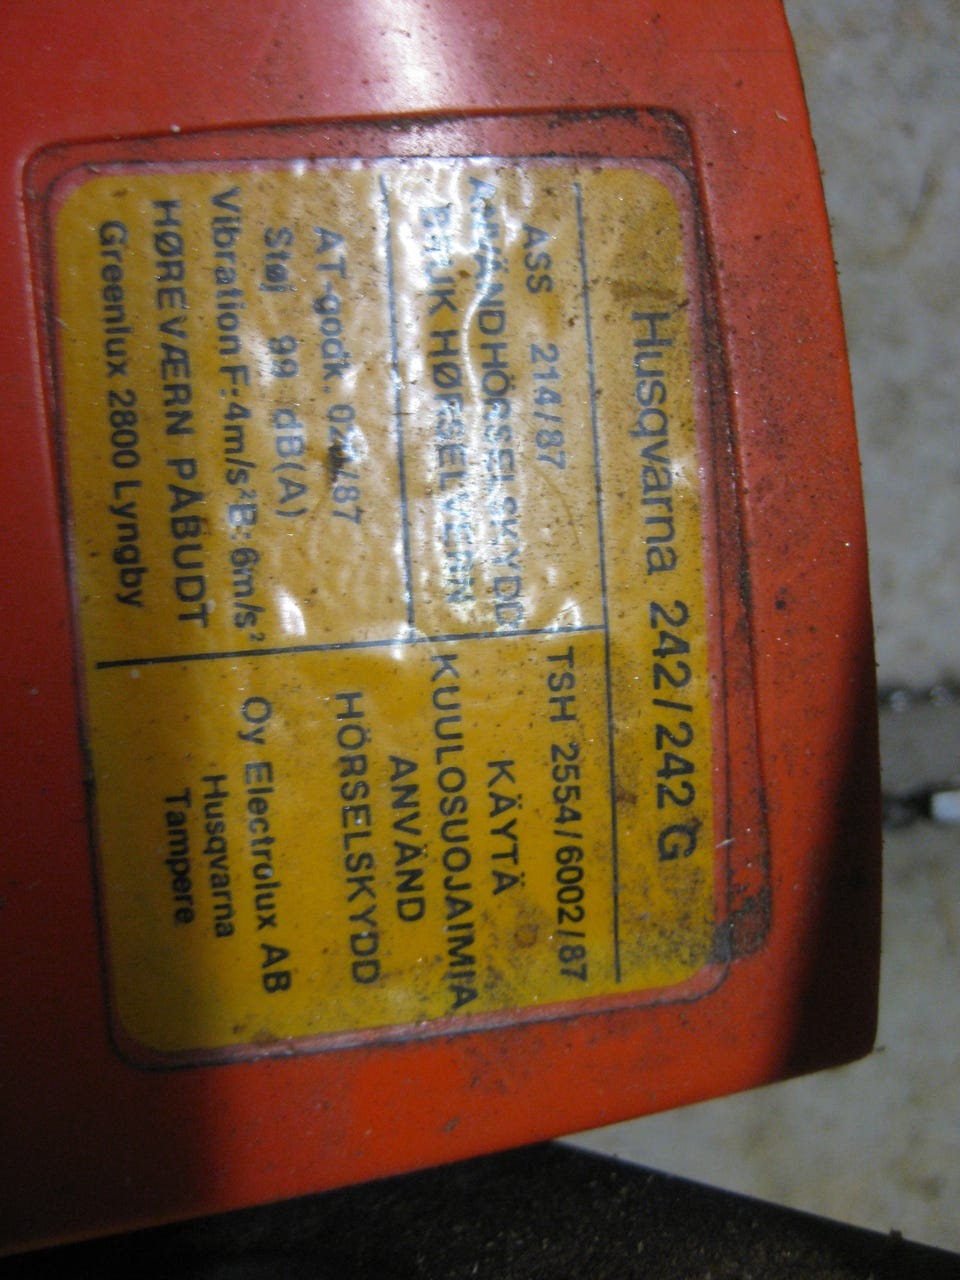 Husqvarna 242/242 G
ASS 214/87
ANVÄND HÖRSELSKYDD
BRUK HØRSELVERN
AT-godk. /87
Støj 99 dB(A)
Vibration F:4m/s² B:6m/s²
HØREVÆRN PÅBUDT
Greenlux 2800 Lyngby
TSH 2554/6002/87
KÄYTÄ
KUULOSUOJAIMIA
ANVÄND
HÖRSELSKYDD
Oy Electrolux AB
Husqvarna
Tampere